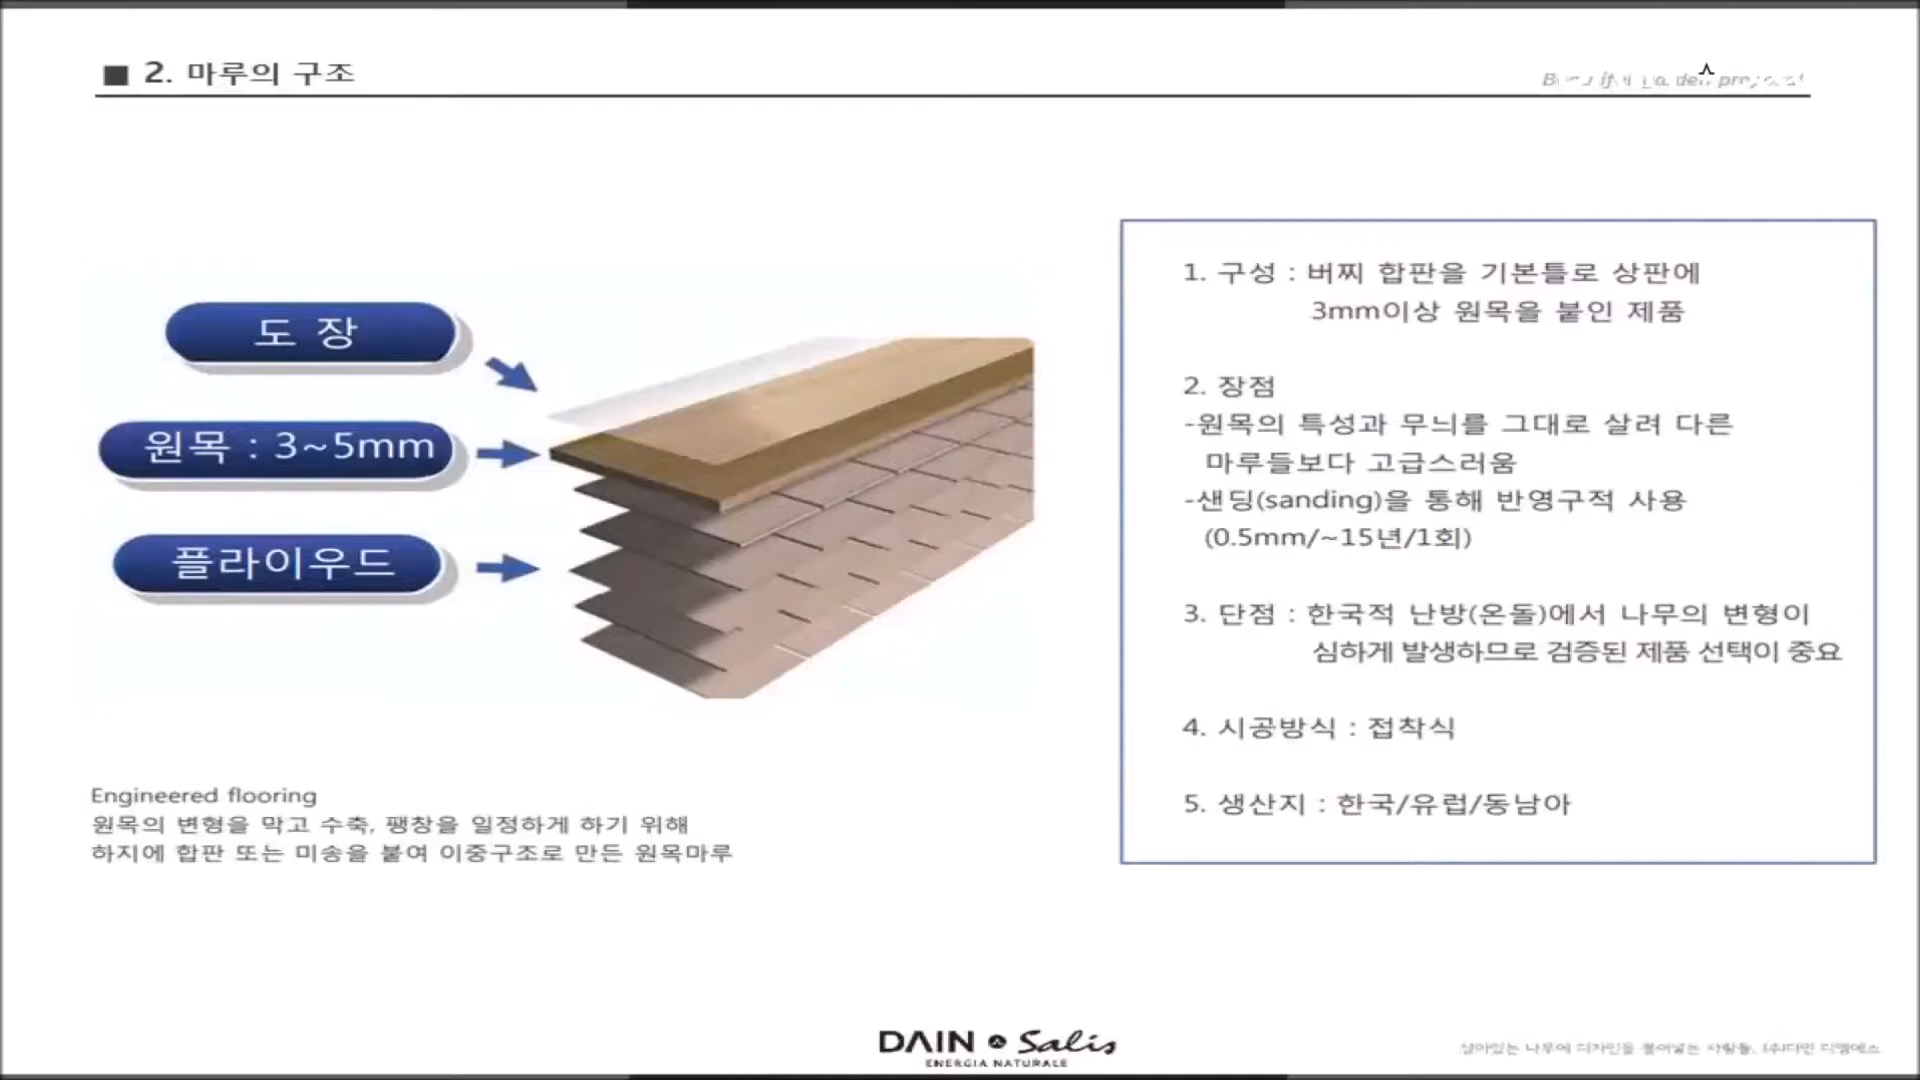 ■ 2. 마루의 구조
도 장
원목 : 3~5mm
플라이우드
Engineered flooring
원목의 변형을 막고 수축, 팽창을 일정하게 하기 위해
하지에 합판 또는 미송을 붙여 이중구조로 만든 원목마루
1. 구성 : 버찌 합판을 기본틀로 상판에
3mm이상 원목을 붙인 제품
2. 장점
-원목의 특성과 무늬를 그대로 살려 다른
마루들보다 고급스러움
-샌딩(sanding)을 통해 반영구적 사용
(0.5mm/~15년/1회)
3. 단점 : 한국적 난방(온돌)에서 나무의 변형이
심하게 발생하므로 검증된 제품 선택이 중요
4. 시공방식 : 접착식
5. 생산지 : 한국/유럽/동남아
DAIN Salis
ENERGIA NATURALE